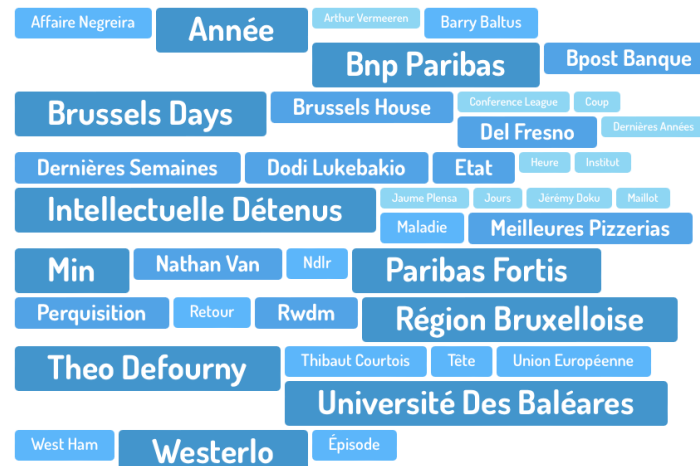 Affaire Negreira Année Arthur Vermeeren Barry Baltus
Bnp Paribas Bpost Banque
Brussels Days Brussels House Conference League Coup
Del Fresno Dernières Années
Dernières Semaines Dodi Lukebakio Etat Heure Institut
Intellectuelle Détenus Jaume Plensa Jours Jérémy Doku Maillot
Maladie Meilleures Pizzerias
Min Nathan Van Ndlr Paribas Fortis
Perquisition Retour Rwdm Région Bruxelloise
Theo Defourny Thibaut Courtois Tête Union Européenne
Université Des Baléares
West Ham Westerlo Épisode